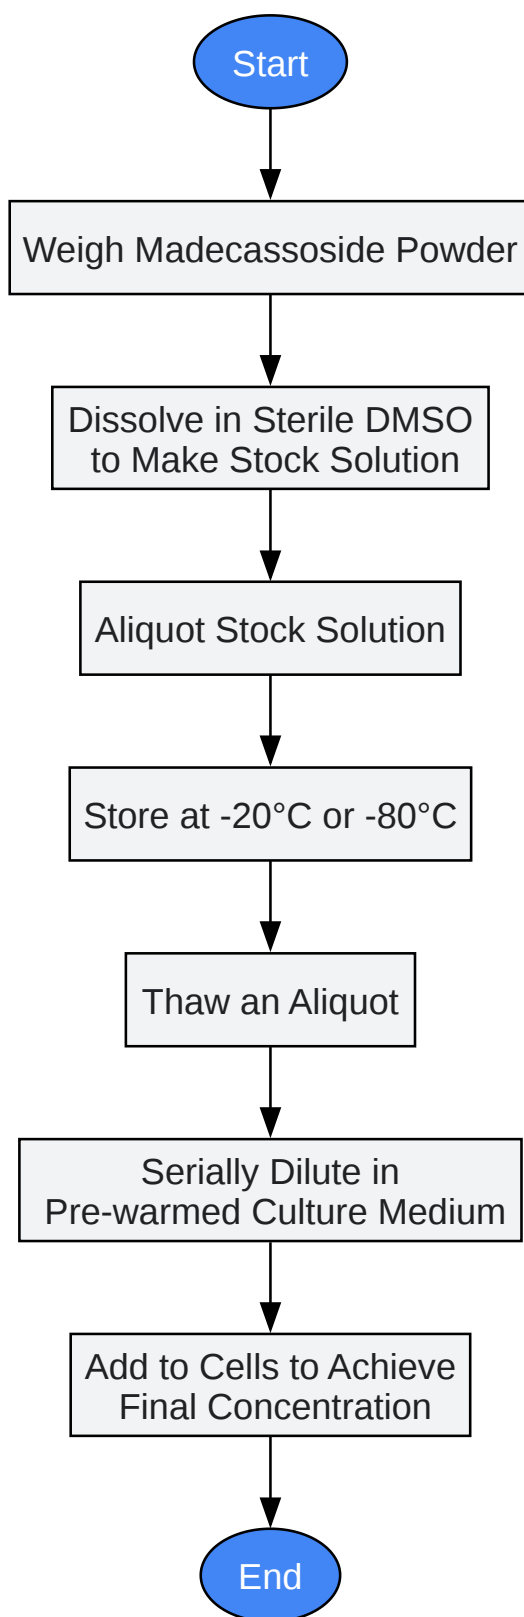 Start
Weigh Madecassoside Powder
Dissolve in Sterile DMSO
to Make Stock Solution
Aliquot Stock Solution
Store at -20°C or -80°C
Thaw an Aliquot
Serially Dilute in
Pre-warmed Culture Medium
Add to Cells to Achieve
Final Concentration
End